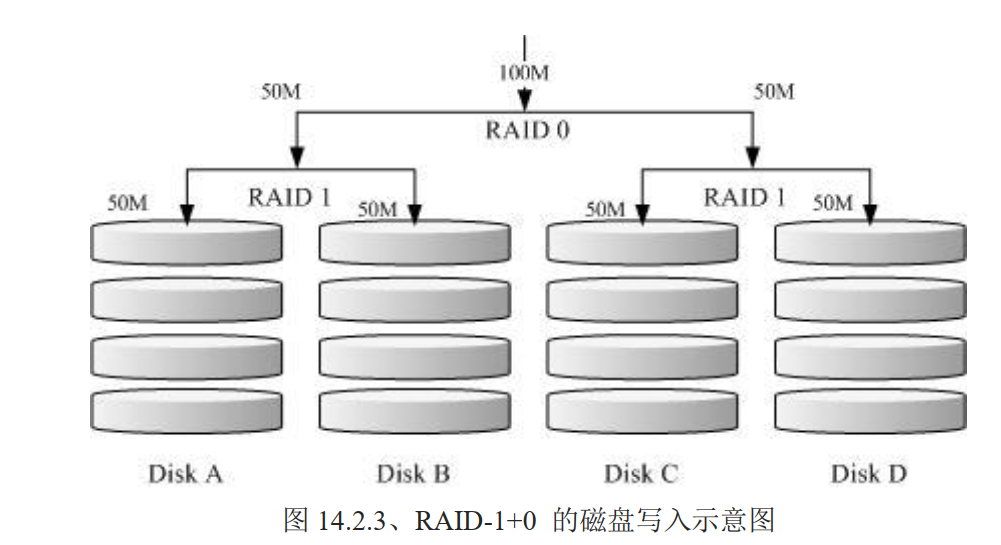 100M
50M
50M
RAID 0
RAID 1
RAID 1
50M
50M
50M
50M
Disk A
Disk B
Disk C
Disk D
图 14.2.3、RAID-1+0 的磁盘写入示意图